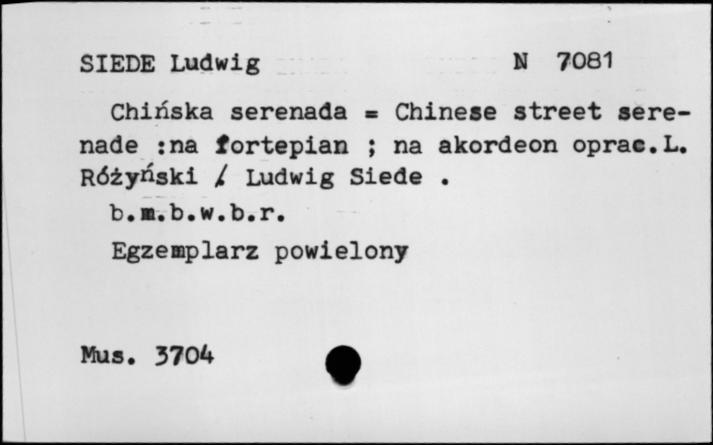 SIEDE Ludwig N 7081
Chińska serenada = Chinese street sere-
nade :na fortepian ; na akordeon oprac.L.
Różyński / Ludwig Siede .
b.m.b.w.b.r.
Egzemplarz powielony
Mus. 3704